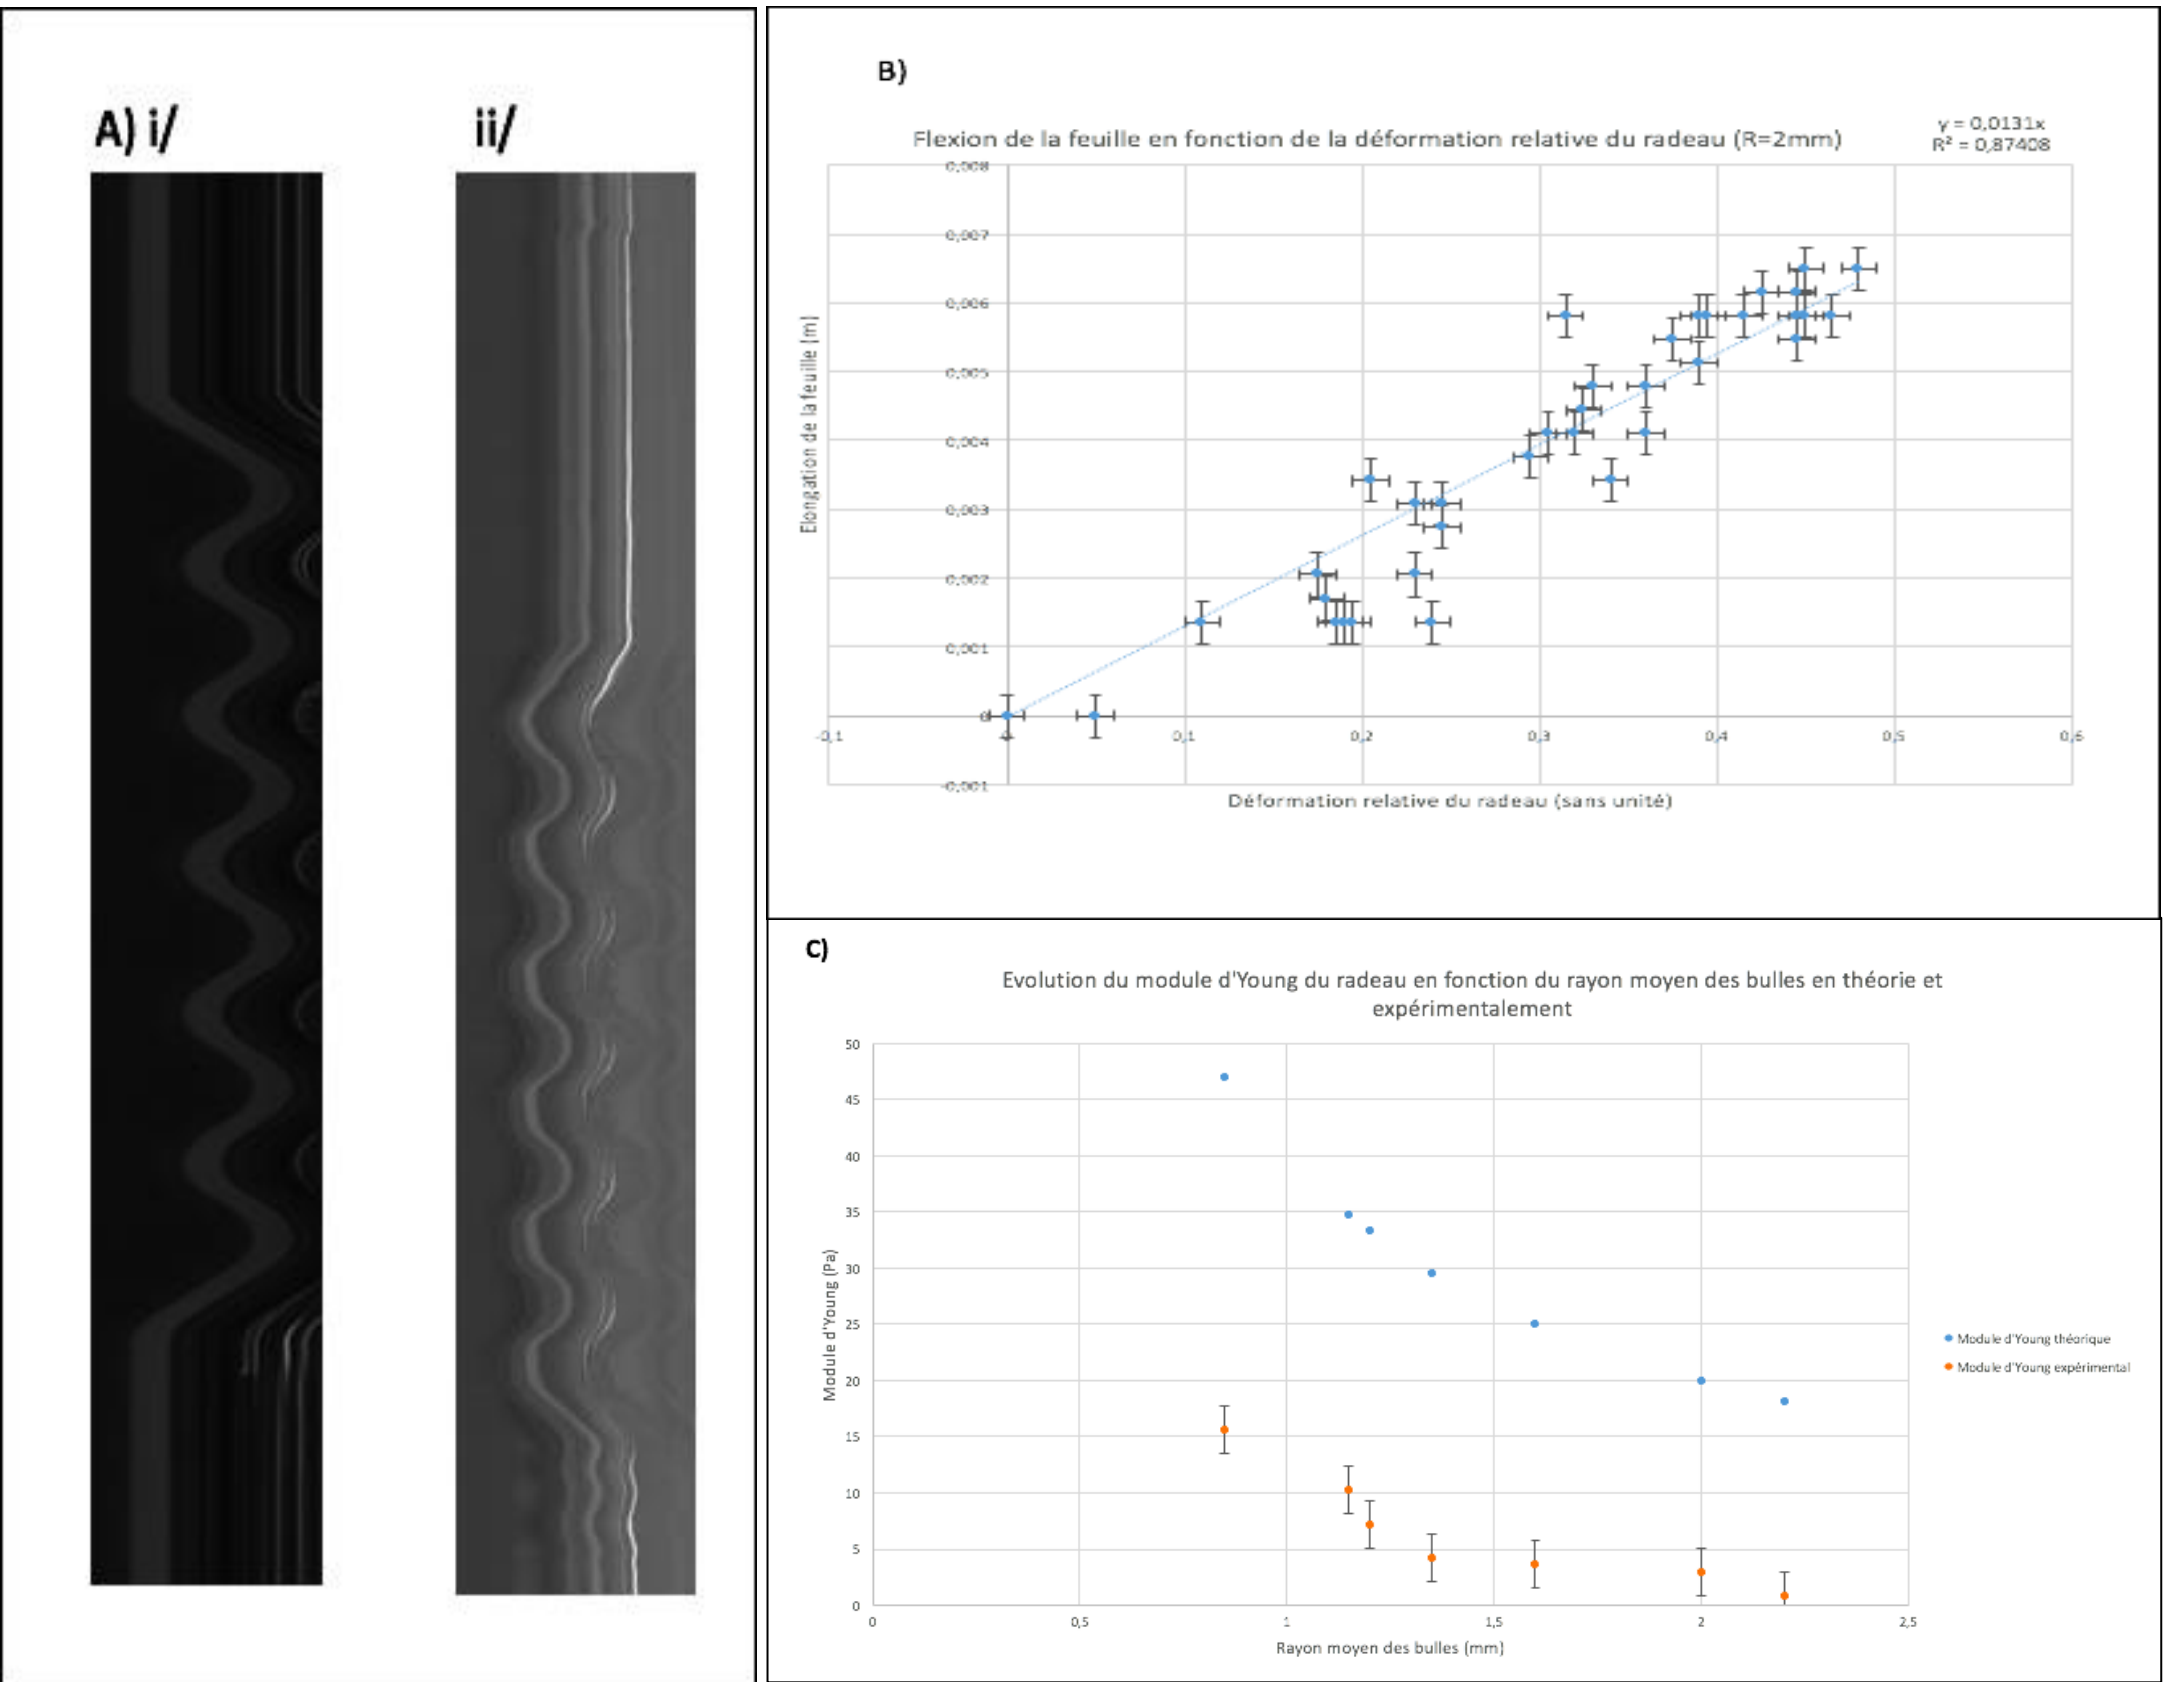 A) i/
ii/
B)
Flexion de la feuille en fonction de la déformation relative du radeau (R=2mm)
y = 0,0131x
R² = 0,87408
Elongation de la feuille (m)
0,008
0,007
0,006
0,005
0,004
0,003
0,002
0,001
0
-0,001
-0,1
0
0,1
0,2
0,3
0,4
0,5
0,6
Déformation relative du radeau (sans unité)
C)
Evolution du module d'Young du radeau en fonction du rayon moyen des bulles en théorie et
expérimentalement
Module d'Young (Pa)
50
45
40
35
30
25
20
15
10
5
0
0
0,5
1
1,5
2
2,5
Rayon moyen des bulles (mm)
Module d'Young théorique
Module d'Young expérimental